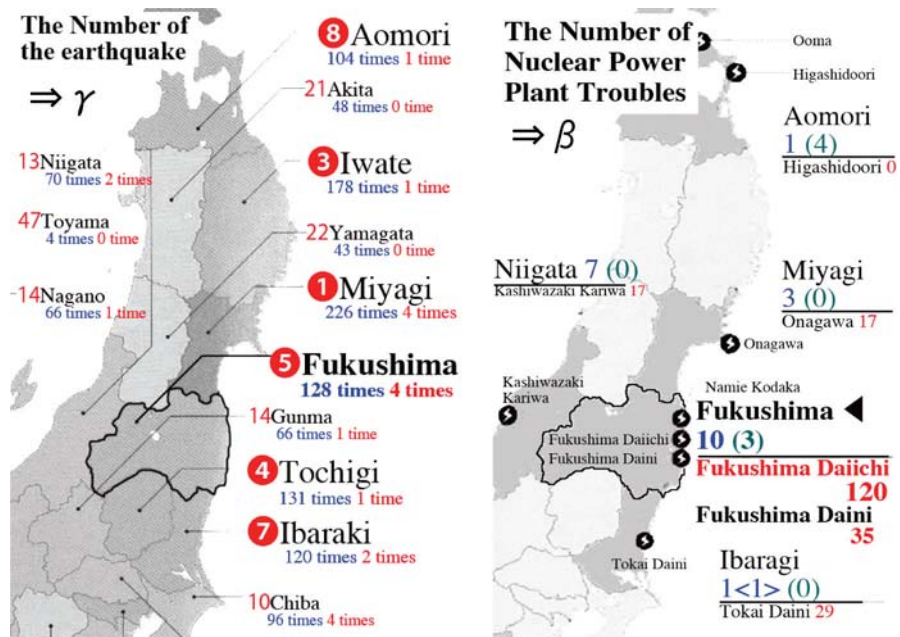 The Number of
the earthquake
⇒ γ
8 Aomori
104 times 1 time
21 Akita
48 times 0 time
13 Niigata
70 times 2 times
3 Iwate
178 times 1 time
47 Toyama
4 times 0 time
22 Yamagata
43 times 0 time
14 Nagano
66 times 1 time
1 Miyagi
226 times 4 times
5 Fukushima
128 times 4 times
14 Gunma
66 times 1 time
4 Tochigi
131 times 1 time
7 Ibaraki
120 times 2 times
10 Chiba
96 times 4 times
The Number of
Nuclear Power
Plant Troubles
⇒ β
Ooma
Higashidoori
Aomori
1 (4)
Higashidoori 0
Niigata 7 (0)
Kashiwazaki Kariwa 17
Miyagi
3 (0)
Onagawa 17
Onagawa
Kashiwazaki
Kariwa
Namie Kodaka
Fukushima
10 (3)
Fukushima Daiichi
Fukushima Daini
Fukushima Daiichi
120
Fukushima Daini
35
Tokai Daini
Ibaragi
1<1> (0)
Tokai Daini 29